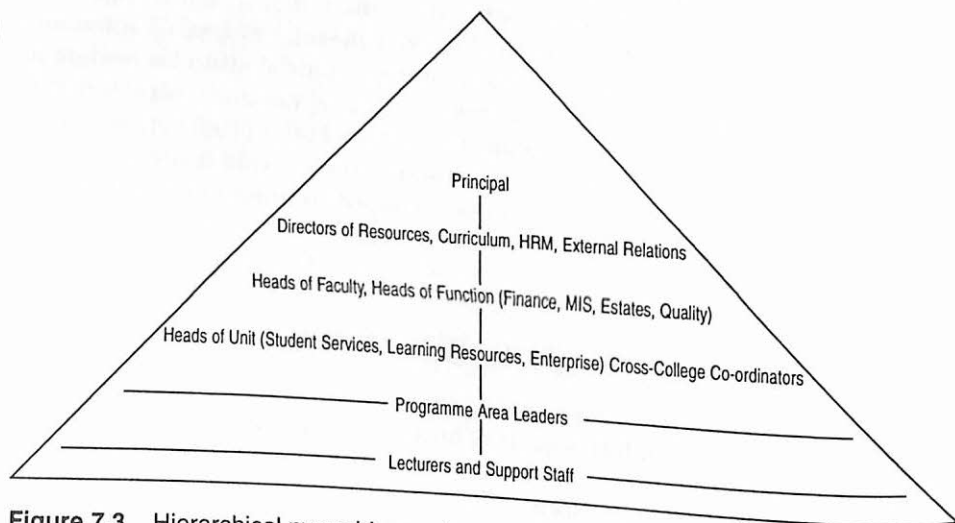 Principal
Directors of Resources, Curriculum, HRM, External Relations
Heads of Faculty, Heads of Function (Finance, MIS, Estates, Quality)
Heads of Unit (Student Services, Learning Resources, Enterprise) Cross-College Co-ordinators
Programme Area Leaders
Lecturers and Support Staff
Figure 7.3 Hierarchical